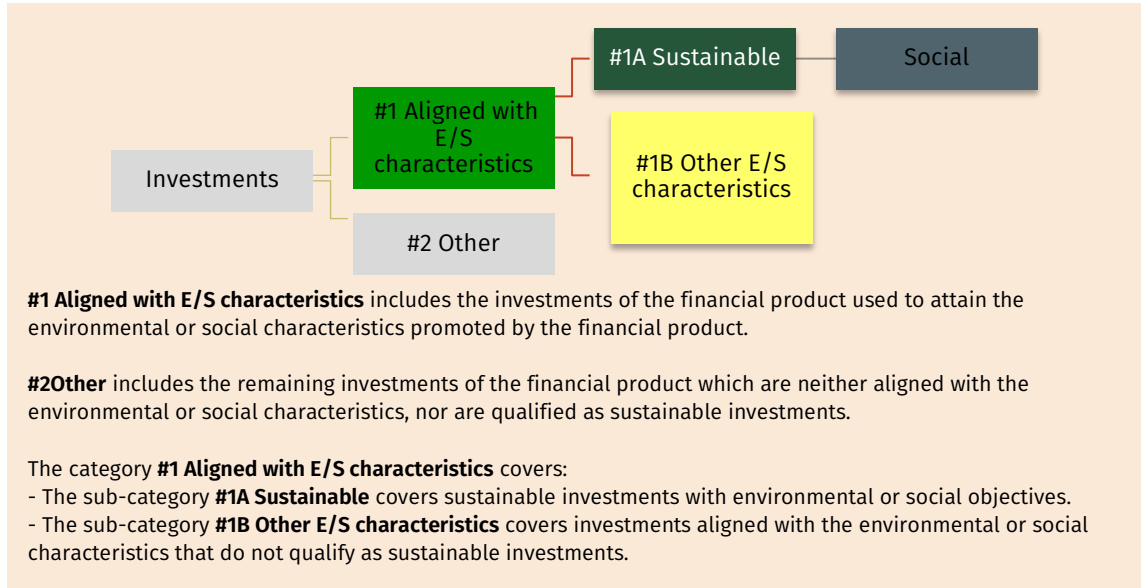 #1A Sustainable
Social
#1 Aligned with
E/S
characteristics
#1B Other E/S
characteristics
Investments
#2 Other
#1 Aligned with E/S characteristics includes the investments of the financial product used to attain the
environmental or social characteristics promoted by the financial product.
#2Other includes the remaining investments of the financial product which are neither aligned with the
environmental or social characteristics, nor are qualified as sustainable investments.
The category #1 Aligned with E/S characteristics covers:
- The sub-category #1A Sustainable covers sustainable investments with environmental or social objectives.
- The sub-category #1B Other E/S characteristics covers investments aligned with the environmental or social
characteristics that do not qualify as sustainable investments.